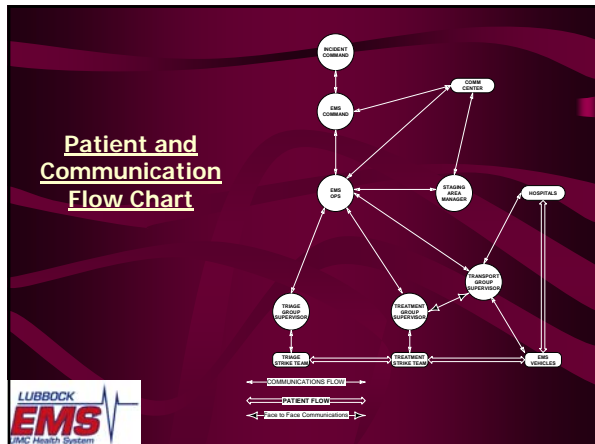 Patient and
Communication
Flow Chart
INCIDENT
COMMAND
EMS
COMMAND
COMM
CENTER
EMS
OPS
STAGING
AREA
MANAGER
HOSPITALS
TRANSPORT
GROUP
SUPERVISOR
TRIAGE
GROUP
SUPERVISOR
TREATMENT
GROUP
SUPERVISOR
TRIAGE
STRIKE TEAM
TREATMENT
STRIKE TEAM
EMS
VEHICLES
COMMUNICATIONS FLOW
PATIENT FLOW
Face to Face Communications
LUBBOCK
EMS
UMC Health System